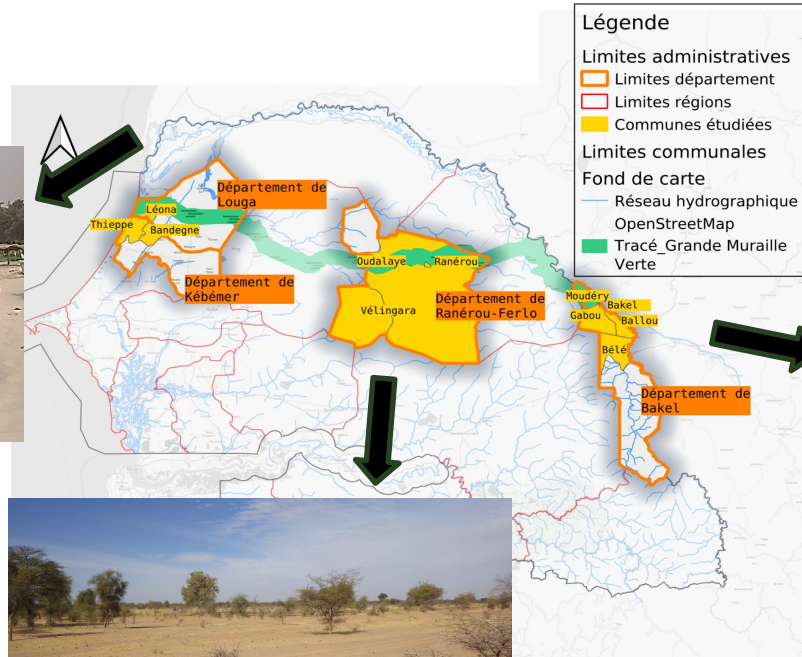 Légende
Limites administratives
Limites département
Limites régions
Communes étudiées
Limites communales
Fond de carte
Réseau hydrographique
OpenStreetMap
Tracé_Grande Muraille
Verte
Département de
Louga
Léona
Thieppe
Bandegne
Département de
Kébémer
Oudalaye
Ranérou
Vélingara
Département de
Ranérou-Ferlo
Moudéry
Bakel
Gabou
Ballou
Bélé
Département de
Bakel